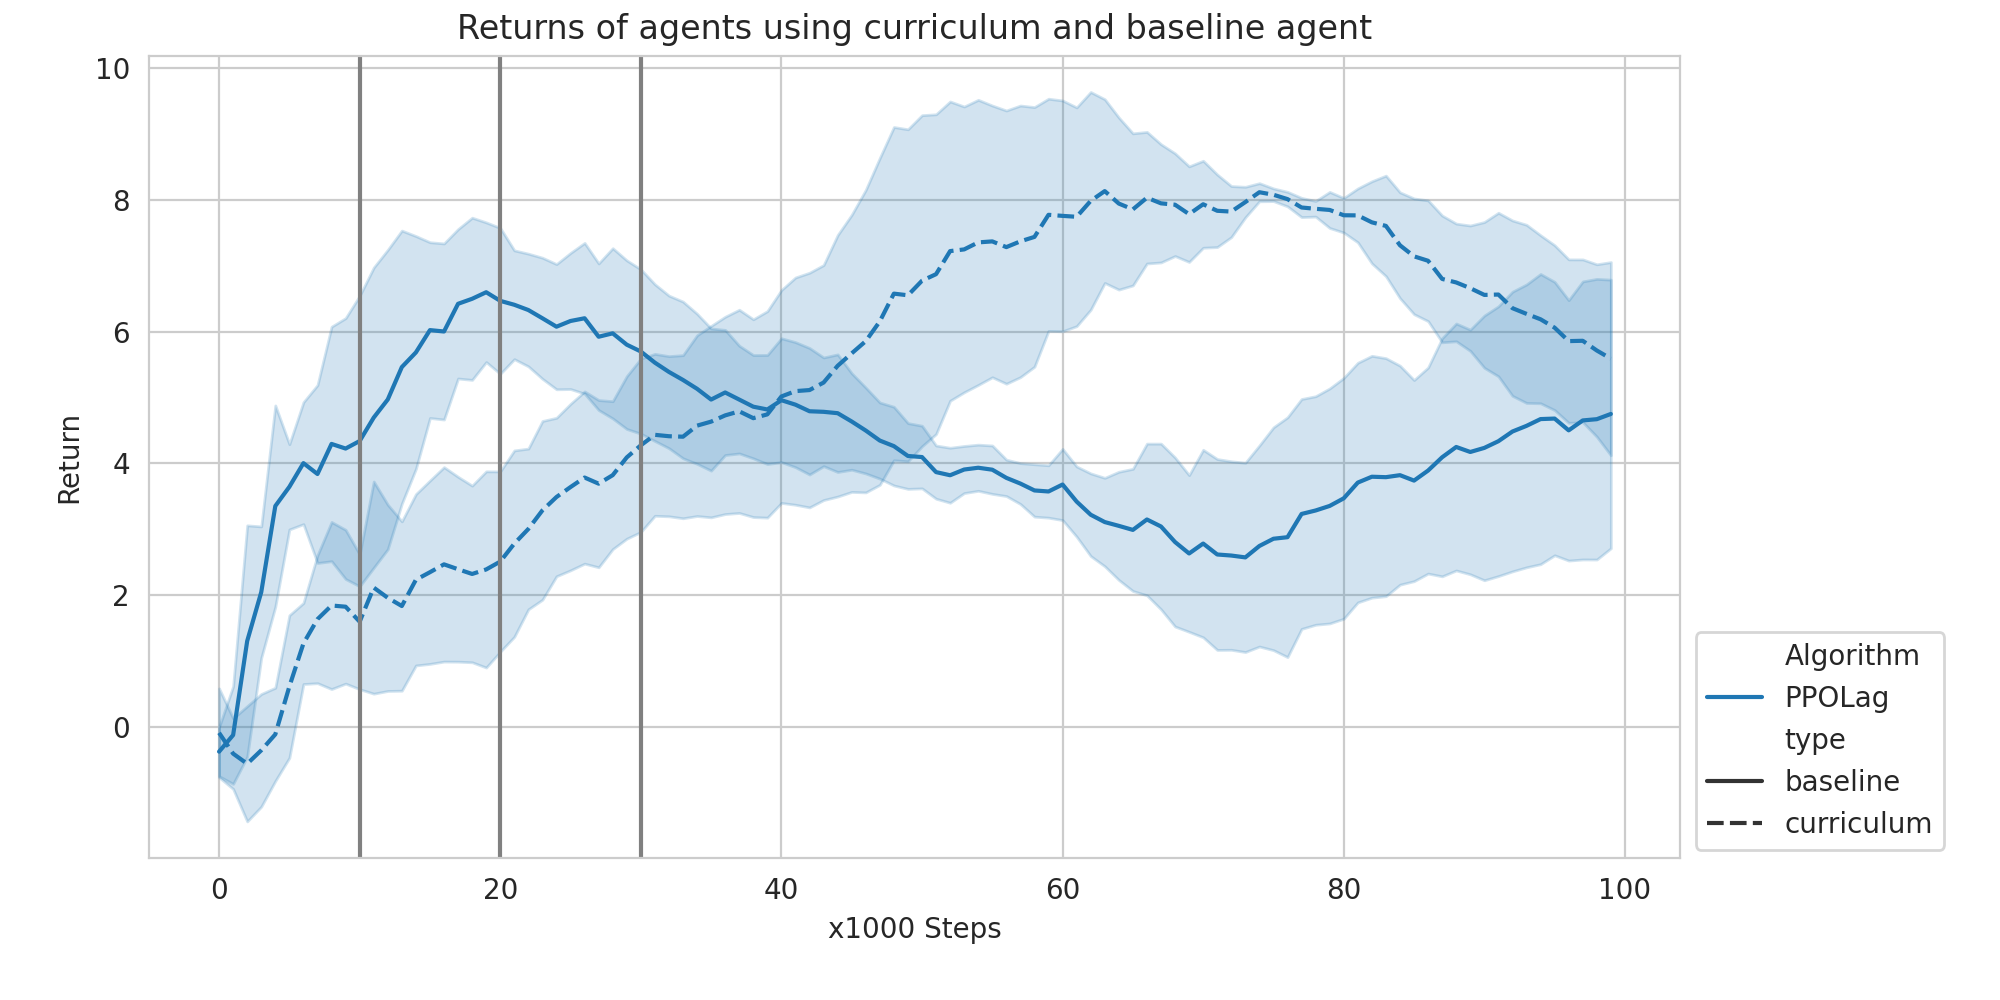 Returns of agents using curriculum and baseline agent
10
8
6
4
2
0
Return
0 20 40 60 80 100
x1000 Steps
Algorithm
PPOLag
type
baseline
curriculum